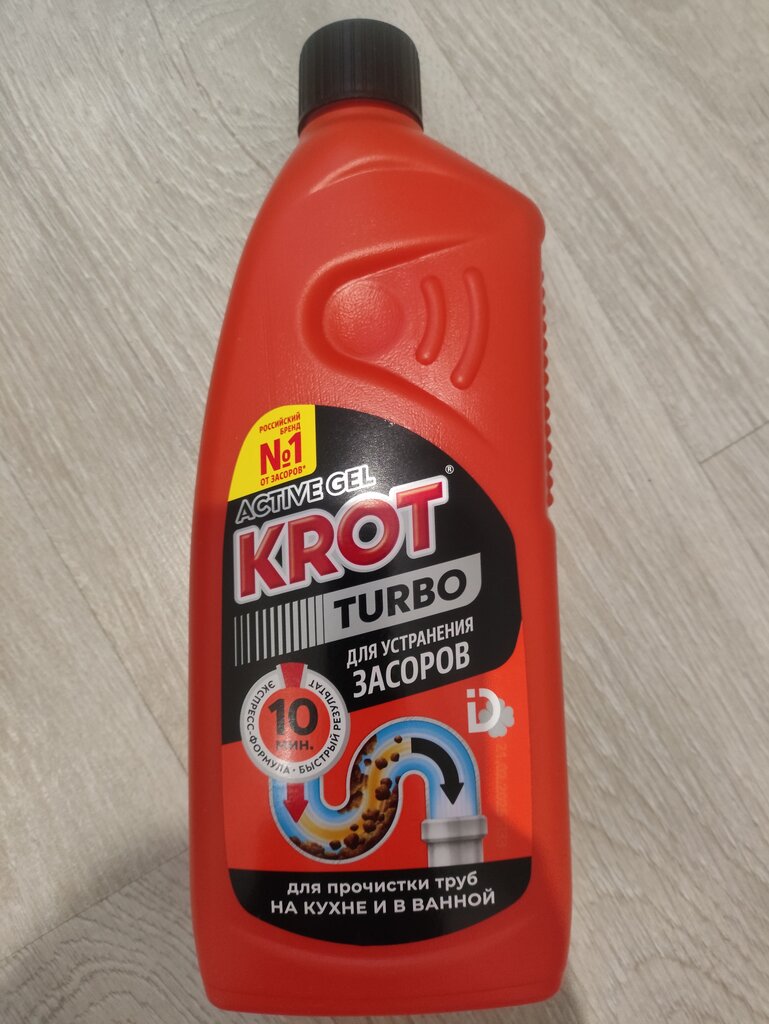 РОССИЙСКИЙ
БРЕНД
№1
ОТ ЗАСОРОВ*
ACTIVE GEL
KROT®
TURBO
ДЛЯ УСТРАНЕНИЯ
ЗАСОРОВ
ЭКСПРЕСС-ФОРМУЛА • БЫСТРЫЙ РЕЗУЛЬТАТ
10
МИН.
iD
для прочистки труб
НА КУХНЕ И В ВАННОЙ